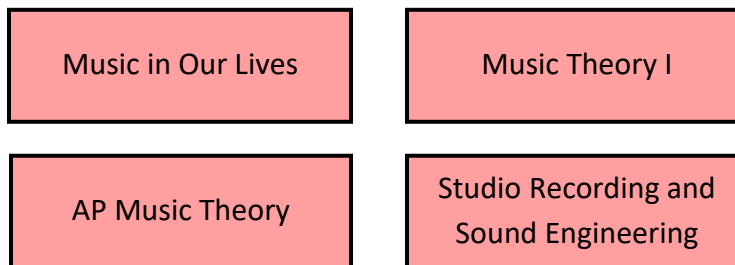 Music in Our Lives
Music Theory I
AP Music Theory
Studio Recording and
Sound Engineering